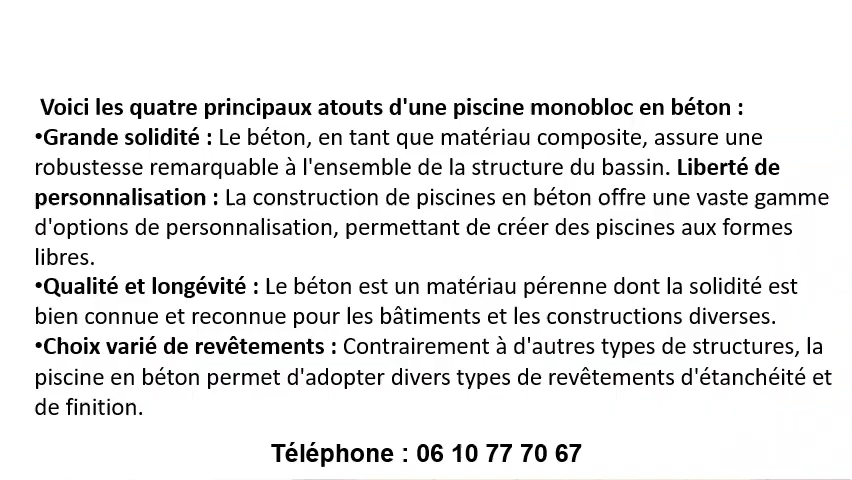 Voici les quatre principaux atouts d'une piscine monobloc en béton :
•Grande solidité : Le béton, en tant que matériau composite, assure une
robustesse remarquable à l'ensemble de la structure du bassin. Liberté de
personnalisation : La construction de piscines en béton offre une vaste gamme
d'options de personnalisation, permettant de créer des piscines aux formes
libres.
•Qualité et longévité : Le béton est un matériau pérenne dont la solidité est
bien connue et reconnue pour les bâtiments et les constructions diverses.
•Choix varié de revêtements : Contrairement à d'autres types de structures, la
piscine en béton permet d'adopter divers types de revêtements d'étanchéité et
de finition.
Téléphone : 06 10 77 70 67